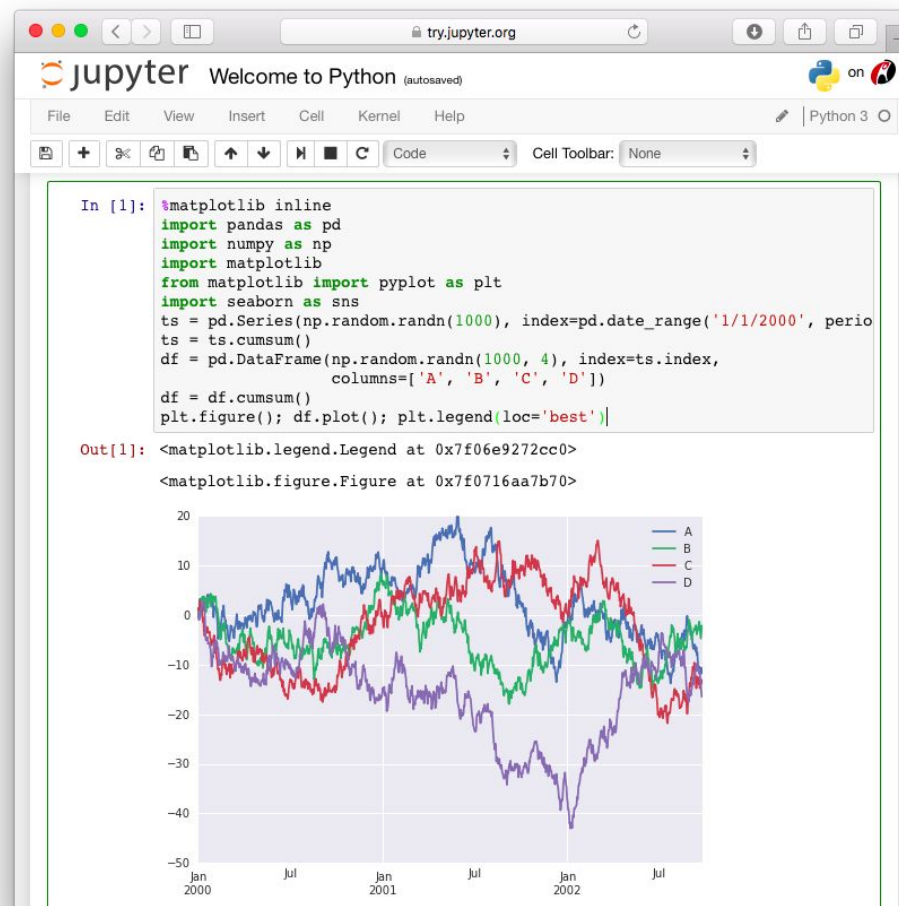 try.jupyter.org
jupyter Welcome to Python (autosaved)
on
File Edit View Insert Cell Kernel Help
Python 3
Code
Cell Toolbar: None
In [1]: %matplotlib inline
import pandas as pd
import numpy as np
import matplotlib
from matplotlib import pyplot as plt
import seaborn as sns
ts = pd.Series(np.random.randn(1000), index=pd.date_range('1/1/2000', perio
ts = ts.cumsum()
df = pd.DataFrame(np.random.randn(1000, 4), index=ts.index,
columns=['A', 'B', 'C', 'D'])
df = df.cumsum()
plt.figure(); df.plot(); plt.legend(loc='best')
Out[1]: <matplotlib.legend.Legend at 0x7f06e9272cc0>
<matplotlib.figure.Figure at 0x7f0716aa7b70>
20
A
B
C
D
10
0
−10
−20
−30
−40
−50
Jan Jul Jan Jul Jan Jul
2000 2001 2002